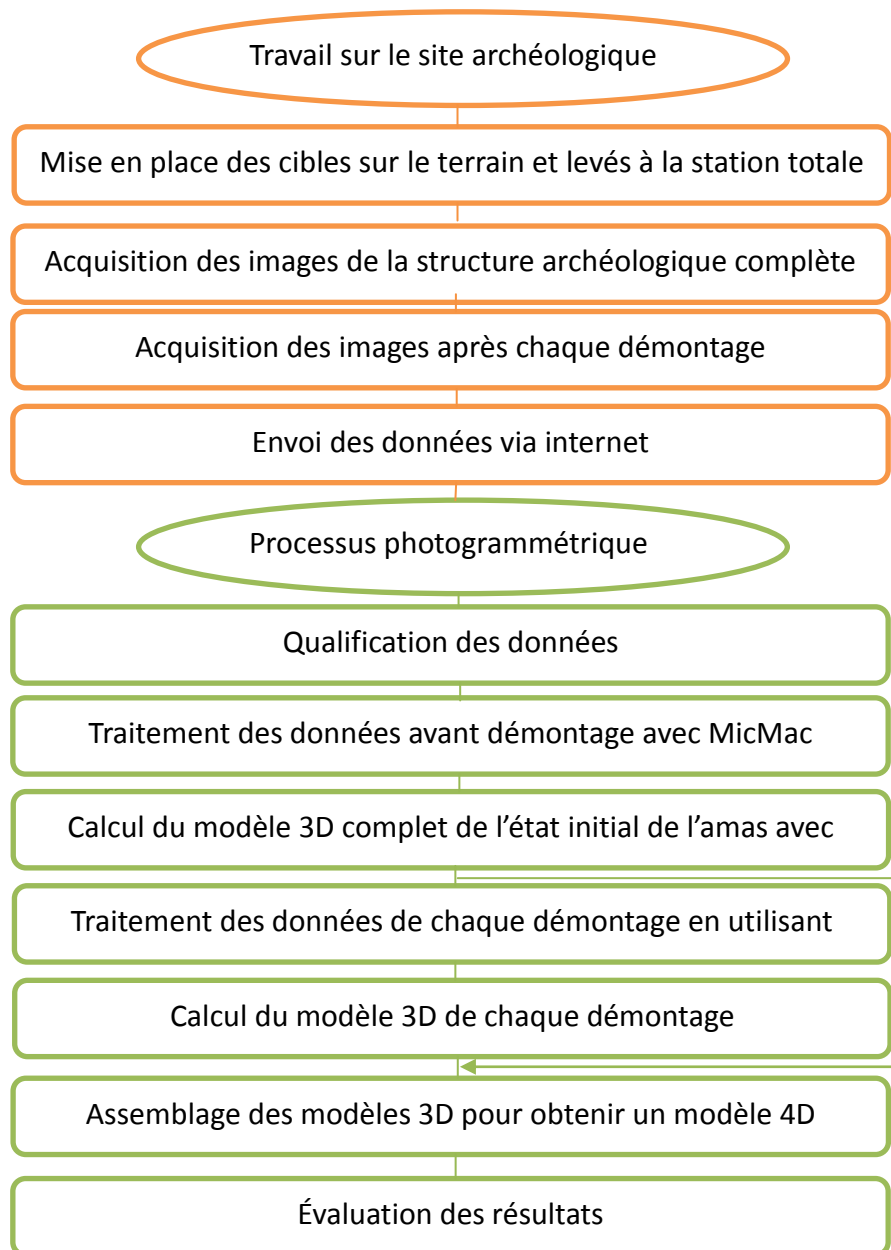 Travail sur le site archéologique
Mise en place des cibles sur le terrain et levés à la station totale
Acquisition des images de la structure archéologique complète
Acquisition des images après chaque démontage
Envoi des données via internet
Processus photogrammétrique
Qualification des données
Traitement des données avant démontage avec MicMac
Calcul du modèle 3D complet de l’état initial de l’amas avec
Traitement des données de chaque démontage en utilisant
Calcul du modèle 3D de chaque démontage
Assemblage des modèles 3D pour obtenir un modèle 4D
Évaluation des résultats